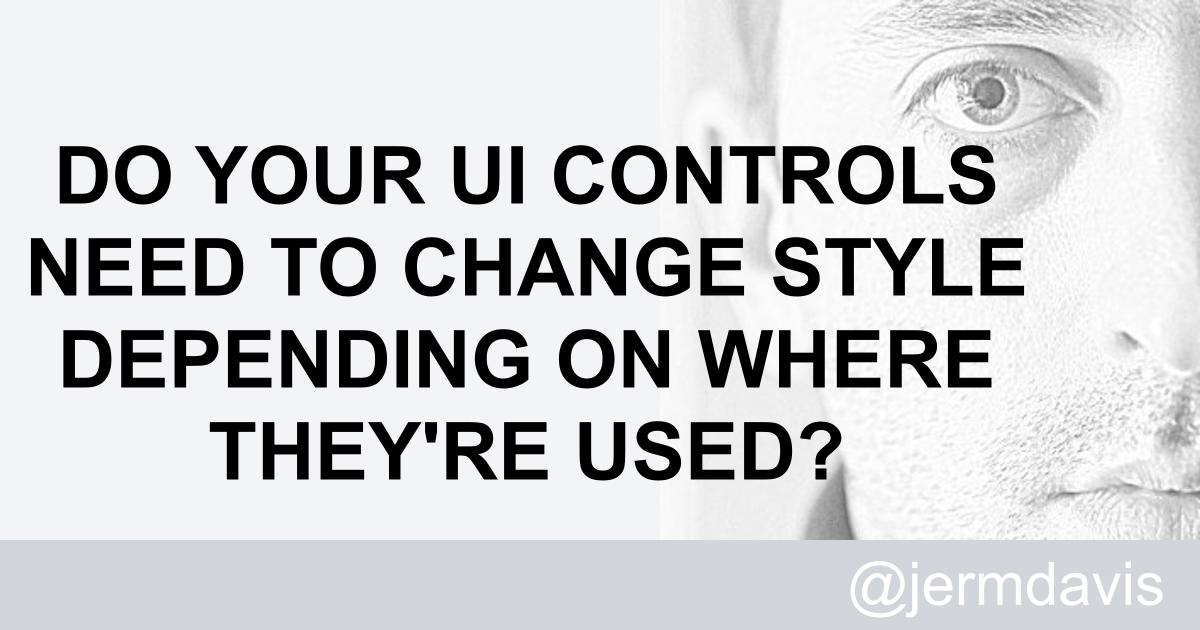 DO YOUR UI CONTROLS
NEED TO CHANGE STYLE
DEPENDING ON WHERE
THEY'RE USED?
@jermdavis